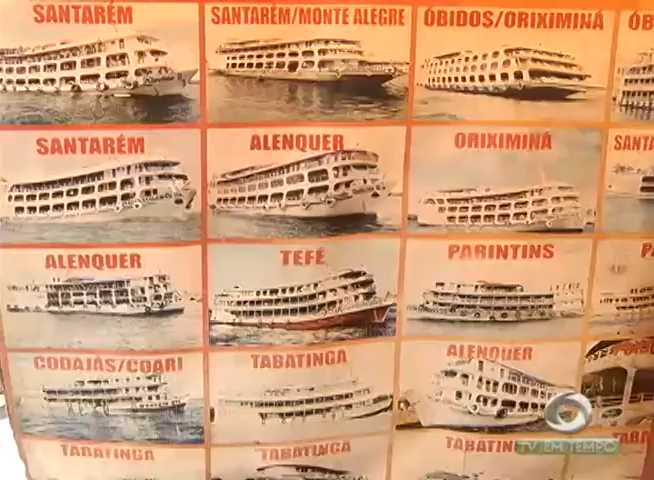 SANTARÉM
SANTARÉM/MONTE ALEGRE
ÓBIDOS/ORIXIMINÁ
SANTARÉM
ALENQUER
ORIXIMINÁ
ALENQUER
TEFÉ
PARINTINS
CODAJÁS/COARI
TABATINGA
ALENQUER
TABATINGA
TABATINGA
TV EM TEMPO